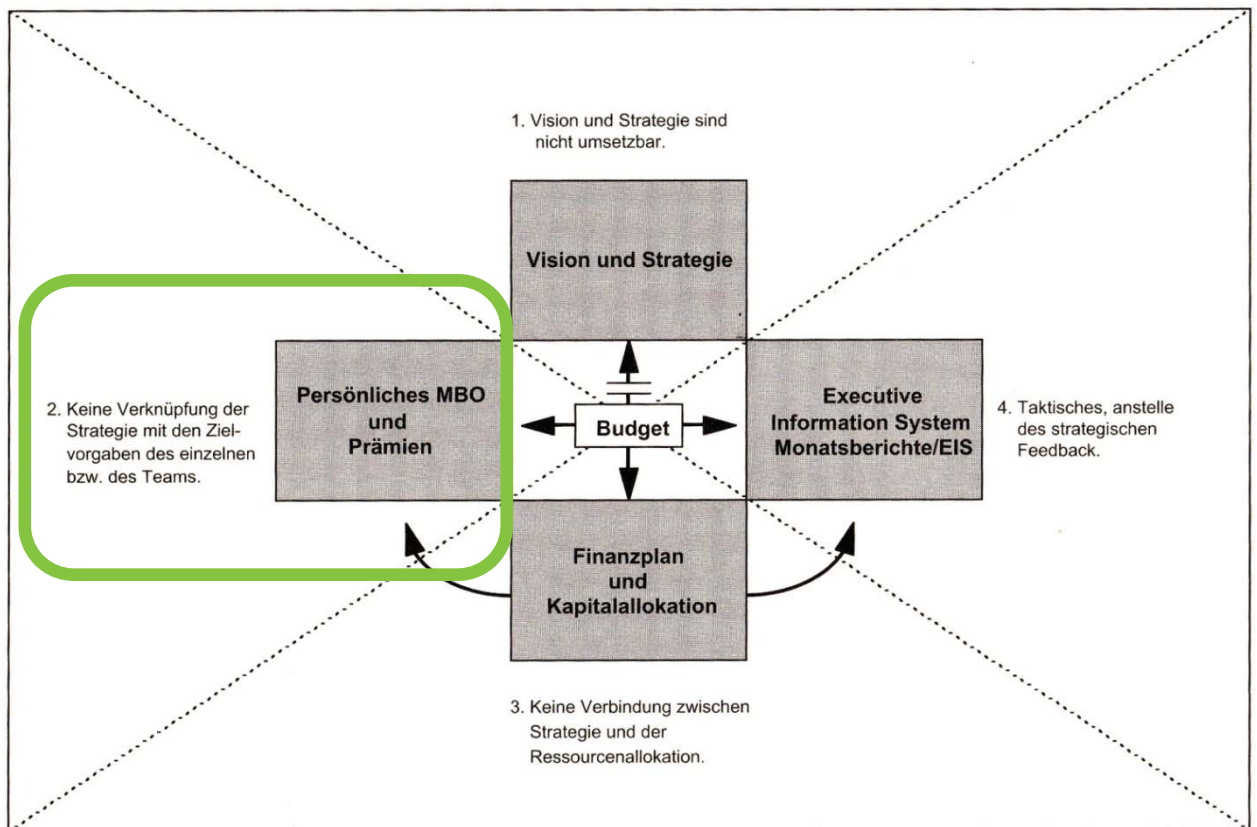 1. Vision und Strategie sind
nicht umsetzbar.
Vision und Strategie
2. Keine Verknüpfung der
Strategie mit den Ziel-
vorgaben des einzelnen
bzw. des Teams.
Persönliches MBO
und
Prämien
Budget
Executive
Information System
Monatsberichte/EIS
4. Taktisches, anstelle
des strategischen
Feedback.
Finanzplan
und
Kapitalallokation
3. Keine Verbindung zwischen
Strategie und der
Ressourcenallokation.